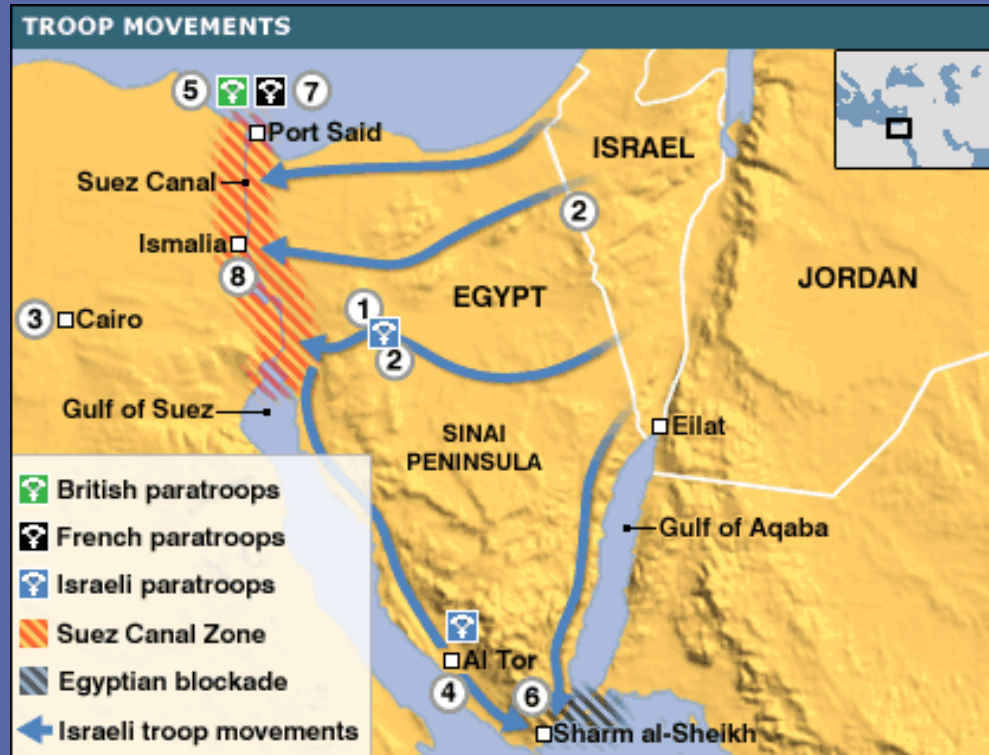 TROOP MOVEMENTS
5
7
Port Said
ISRAEL
Suez Canal
2
Ismalia
8
EGYPT
JORDAN
1
3
Cairo
2
Gulf of Suez
SINAI
PENINSULA
Eilat
British paratroops
French paratroops
Gulf of Aqaba
Israeli paratroops
Suez Canal Zone
Al Tor
Egyptian blockade
4
6
Israeli troop movements
Sharm al-Sheikh